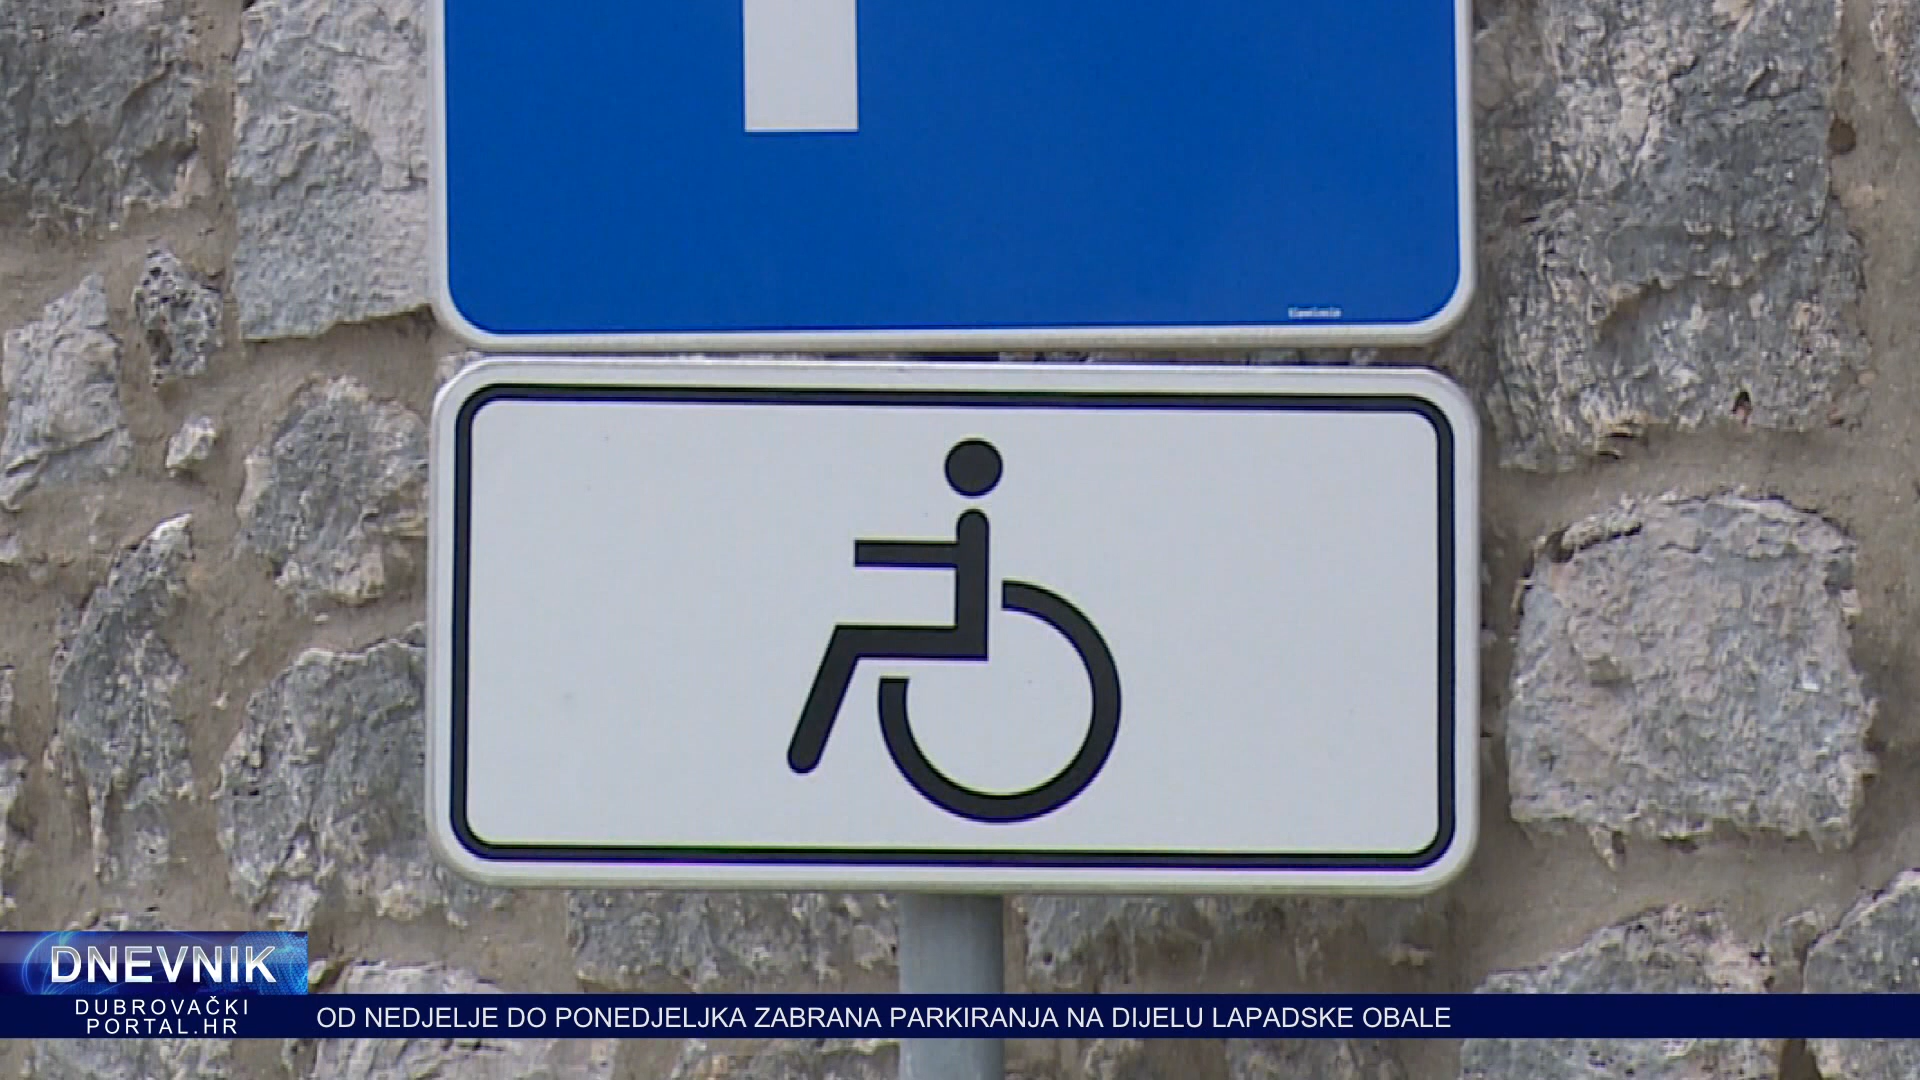 DNEVNIK
DUBROVAČKI
PORTAL.HR
OD NEDJELJE DO PONEDJELJKA ZABRANA PARKIRANJA NA DIJELU LAPADSKE OBALE